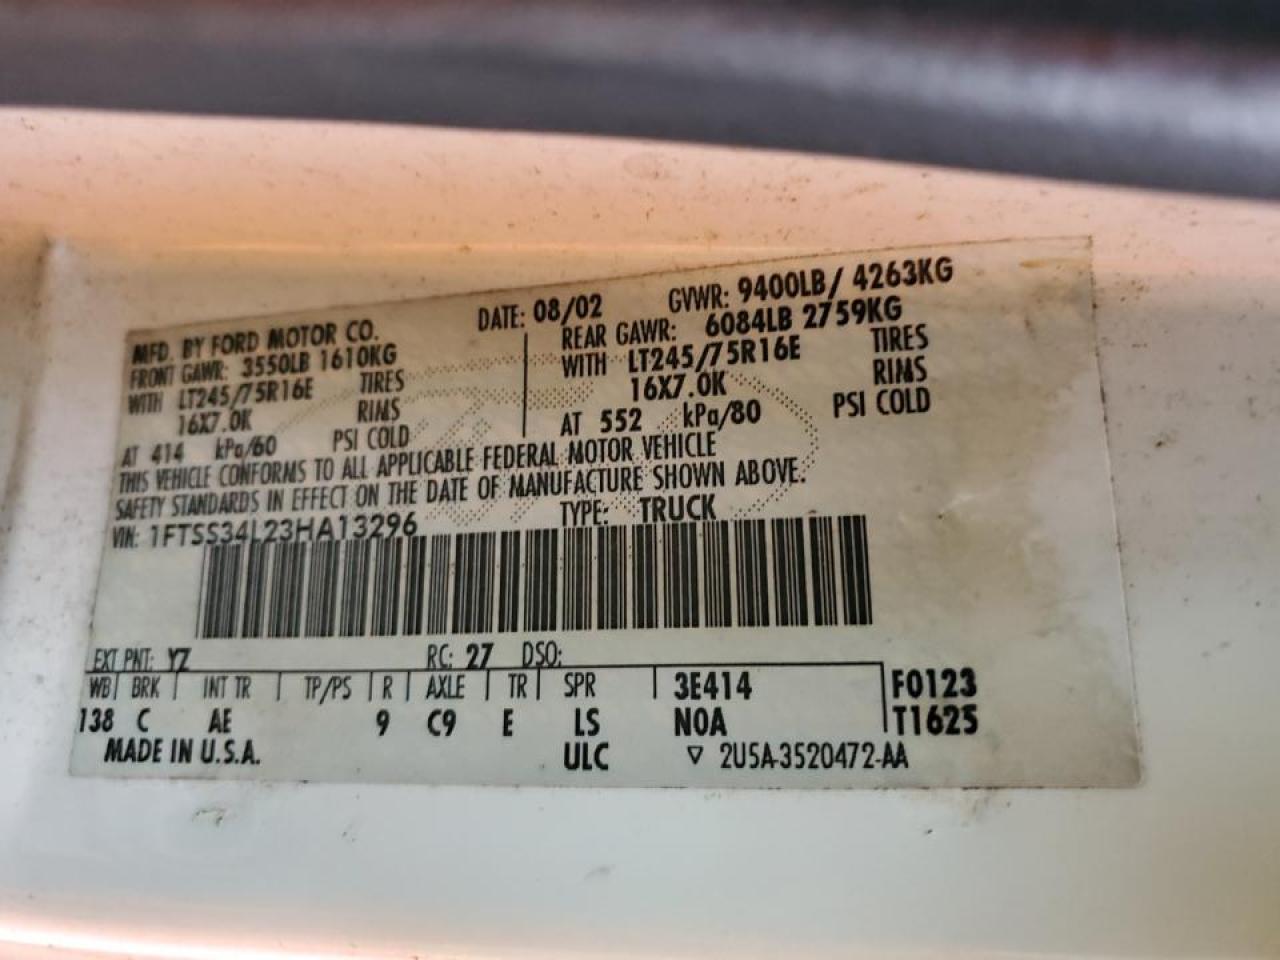 MFD. BY FORD MOTOR CO. DATE: 08/02 GVWR: 9400LB/ 4263KG
FRONT GAWR: 3550LB 1610KG REAR GAWR: 6084LB 2759KG
WITH LT245/75R16E TIRES WITH LT245/75R16E TIRES
16X7.0K RIMS 16X7.0K RIMS
AT 414 kPa/60 PSI COLD AT 552 kPa/80 PSI COLD
THIS VEHICLE CONFORMS TO ALL APPLICABLE FEDERAL MOTOR VEHICLE
SAFETY STANDARDS IN EFFECT ON THE DATE OF MANUFACTURE SHOWN ABOVE.
VIN: 1FTSS34L23HA13296 TYPE: TRUCK
EXT PNT: YZ RC: 27 DSO:
WB BRK INT TR TP/PS R AXLE TR SPR 3E414 F0123
138 C AE 9 C9 E LS N0A T1625
MADE IN U.S.A. ULC ▽ 2U5A-3520472-AA